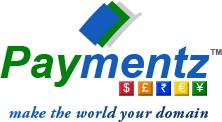 Paymentz™
$ £ ₹ € ¥
make the world your domain